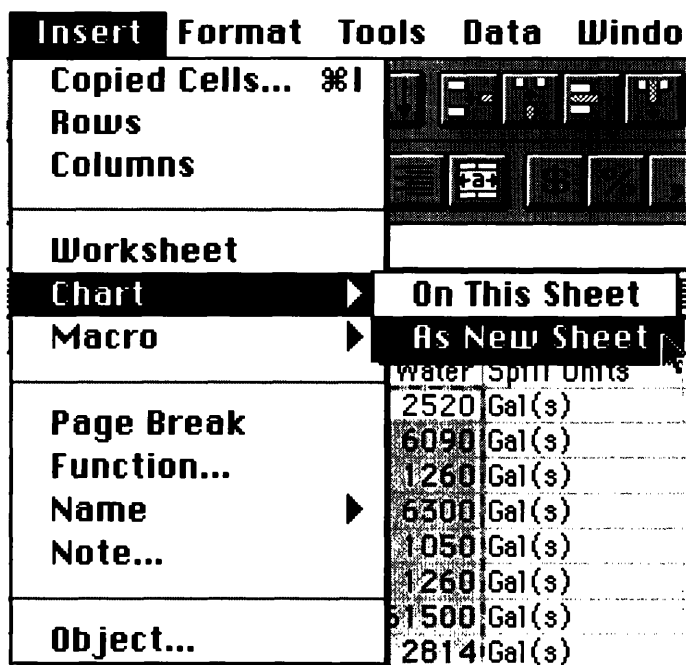 Insert Format Tools Data Windo
Copied Cells... ⌘I
Rows
Columns
Worksheet
Chart ▶ On This Sheet
Macro ▶ As New Sheet
Water Spill Units
Page Break
Function...
Name ▶
Note...
Object...
2520 Gal(s)
6090 Gal(s)
1260 Gal(s)
6300 Gal(s)
1050 Gal(s)
1260 Gal(s)
51500 Gal(s)
2814 Gal(s)
+a+
$ % ,